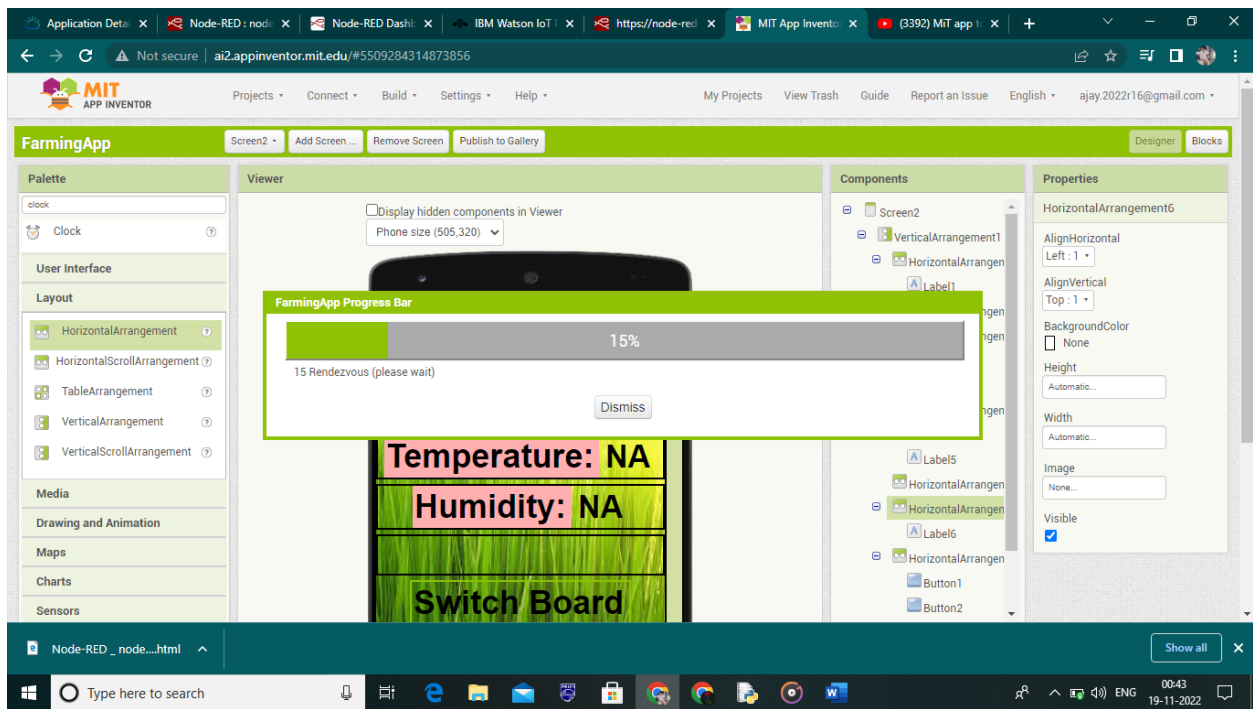 Application Detai
Node-RED : node
Node-RED Dashb
IBM Watson IoT
https://node-red
MIT App Invento
(3392) MiT app t
Not secure | ai2.appinventor.mit.edu/#5509284314873856
MIT
APP INVENTOR
Projects Connect Build Settings Help My Projects View Trash Guide Report an Issue English ajay.2022r16@gmail.com
FarmingApp Screen2 Add Screen ... Remove Screen Publish to Gallery Designer Blocks
Palette
clock
Clock
User Interface
Layout
HorizontalArrangement
HorizontalScrollArrangement
TableArrangement
VerticalArrangement
VerticalScrollArrangement
Media
Drawing and Animation
Maps
Charts
Sensors
Viewer
Display hidden components in Viewer
Phone size (505,320)
FarmingApp Progress Bar
15%
15 Rendezvous (please wait)
Dismiss
Temperature: NA
Humidity: NA
Switch Board
Components
Screen2
VerticalArrangement1
HorizontalArrangen
Label1
ngen
ngen
ngen
Label5
HorizontalArrangen
HorizontalArrangen
Label6
HorizontalArrangen
Button1
Button2
Properties
HorizontalArrangement6
AlignHorizontal
Left : 1
AlignVertical
Top : 1
BackgroundColor
None
Height
Automatic...
Width
Automatic...
Image
None...
Visible
Node-RED _ node....html
Show all
Type here to search
ENG
00:43
19-11-2022